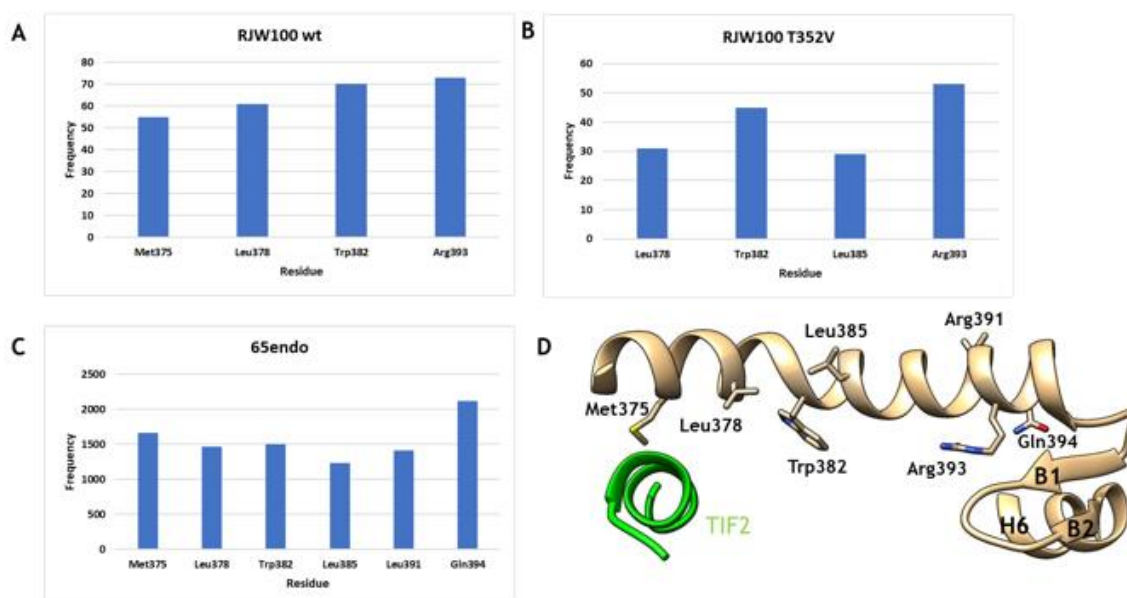 A
RJW100 wt
Frequency
80
70
60
50
40
30
20
10
0
Met375 Leu378 Trp382 Arg393
Residue
B
RJW100 T352V
Frequency
60
50
40
30
20
10
0
Leu378 Trp382 Leu385 Arg393
Residue
C
65endo
Frequency
2500
2000
1500
1000
500
0
Met375 Leu378 Trp382 Leu385 Leu391 Gln394
Residue
D
Leu385
Arg391
Met375
Leu378
Trp382
Arg393
Gln394
TIF2
B1
H6
B2